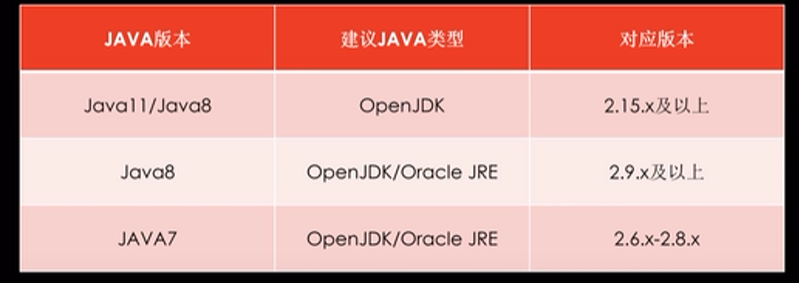 JAVA版本 建议JAVA类型 对应版本
Java11/Java8 OpenJDK 2.15.x及以上
Java8 OpenJDK/Oracle JRE 2.9.x及以上
JAVA7 OpenJDK/Oracle JRE 2.6.x-2.8.x